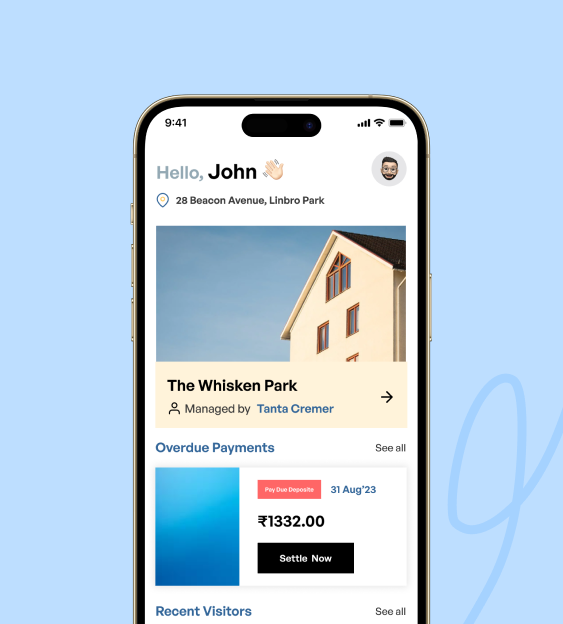 9:41
Hello, John 👋🏻
28 Beacon Avenue, Linbro Park
The Whisken Park
Managed by Tanta Cremer
Overdue Payments See all
Pay Due Deposite 31 Aug'23
₹1332.00
Settle Now
Recent Visitors See all